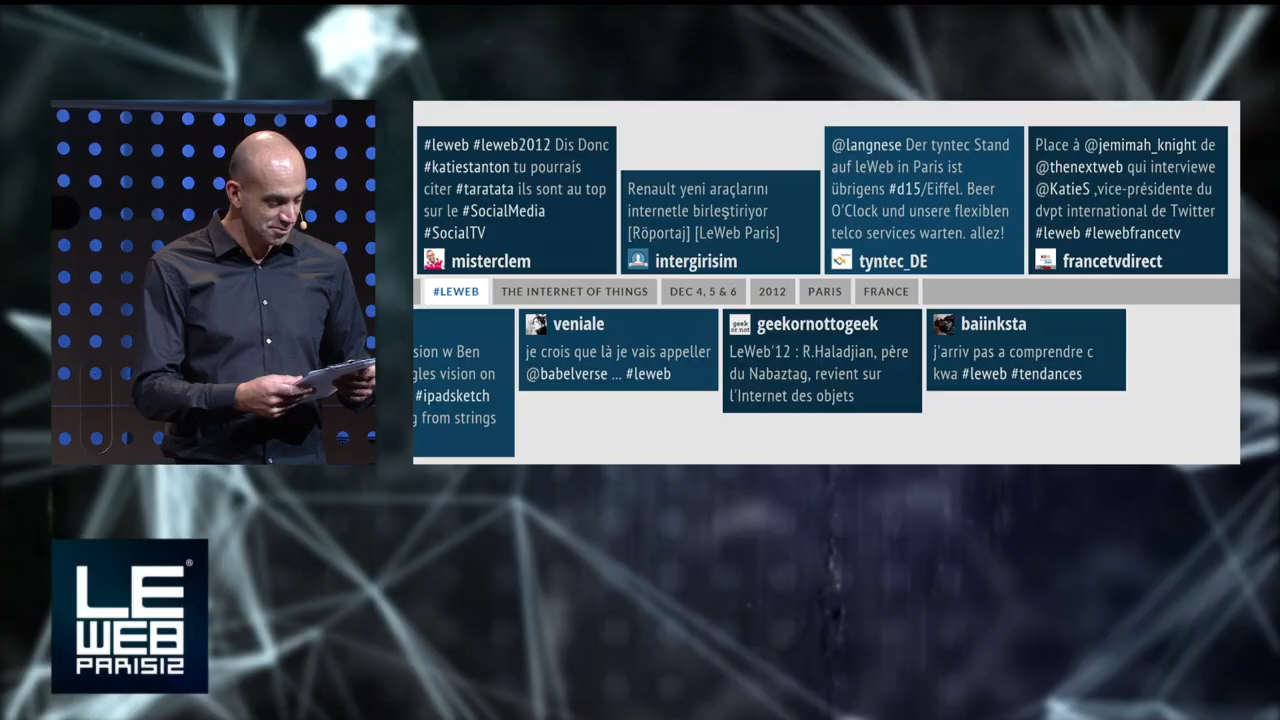 #leweb #leweb2012 Dis Donc
#katiestanton tu pourrais
citer #taratata ils sont au top
sur le #SocialMedia
#SocialTV
misterclem
Renault yeni araçlarını
internetle birleştiriyor
[Röportaj] [LeWeb Paris]
intergirisim
@langnese Der tyntec Stand
auf leWeb in Paris ist
übrigens #d15/Eiffel. Beer
O'Clock und unsere flexiblen
telco services warten. allez!
tyntec_DE
Place à @jemimah_knight de
@thenextweb qui interviewe
@KatieS ,vice-présidente du
dvpt international de Twitter
#leweb #lewebfrancetv
francetvdirect
#LEWEB
THE INTERNET OF THINGS
DEC 4, 5 & 6
2012
PARIS
FRANCE
sion w Ben
gles vision on
#ipadsketch
g from strings
veniale
je crois que là je vais appeller
@babelverse ... #leweb
geek
or not
geekornottogeek
LeWeb'12 : R.Haladjian, père
du Nabaztag, revient sur
l'Internet des objets
baiinksta
j'arriv pas a comprendre c
kwa #leweb #tendances
LE
WEB
PARIS12
®